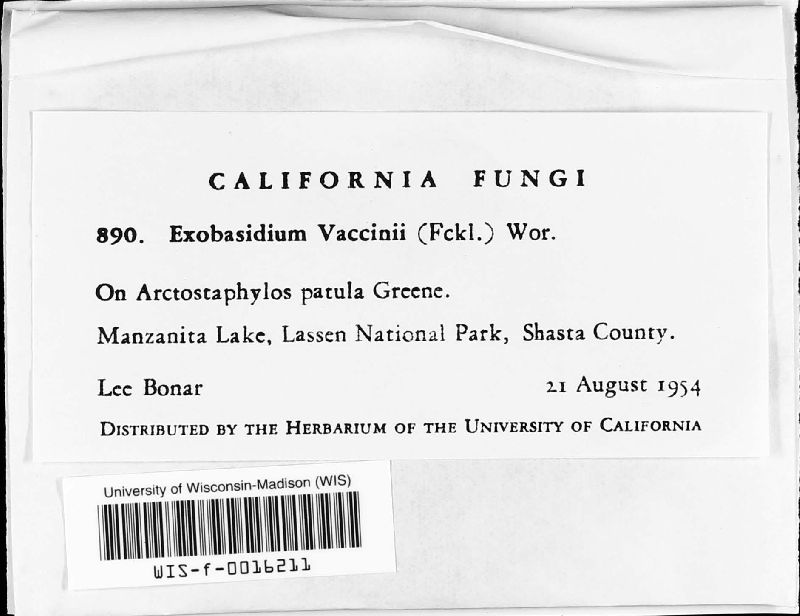 CALIFORNIA FUNGI
890. Exobasidium Vaccinii (Fckl.) Wor.
On Arctostaphylos patula Greene.
Manzanita Lake, Lassen National Park, Shasta County.
Lee Bonar 21 August 1954
DISTRIBUTED BY THE HERBARIUM OF THE UNIVERSITY OF CALIFORNIA
University of Wisconsin-Madison (WIS)
WIS-f-0016211